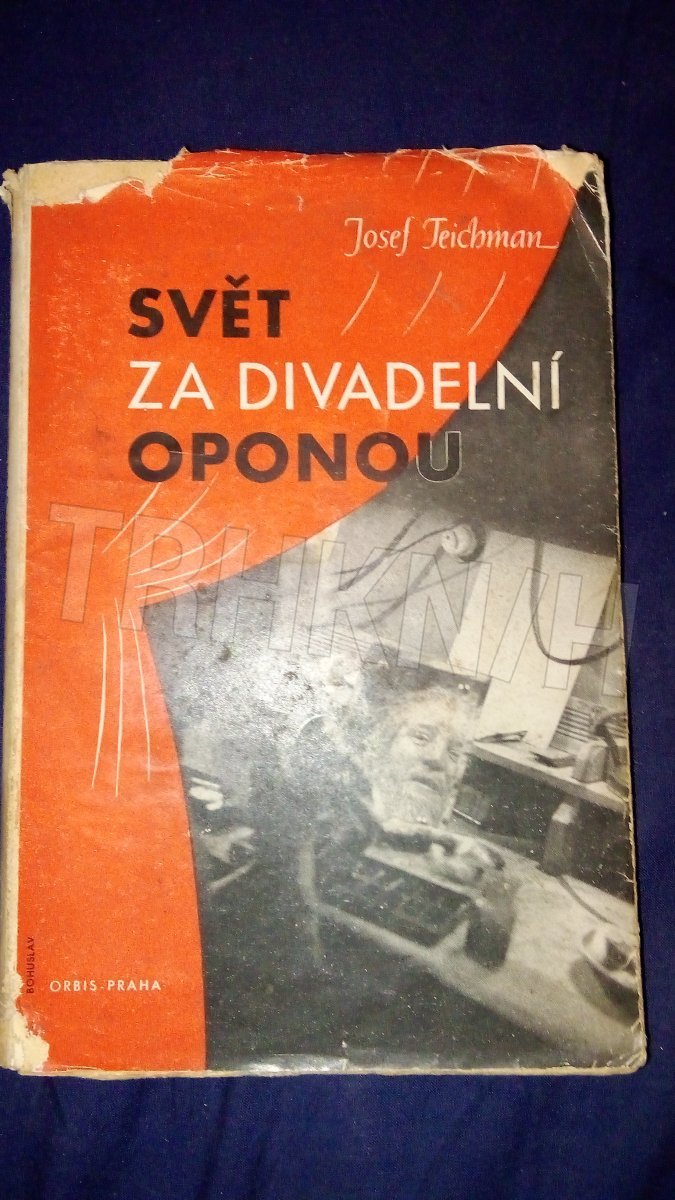 Josef Teichman
SVĚT
ZA DIVADELNÍ
OPONOU
TRHKNIH
BOHUSLAV
ORBIS-PRAHA